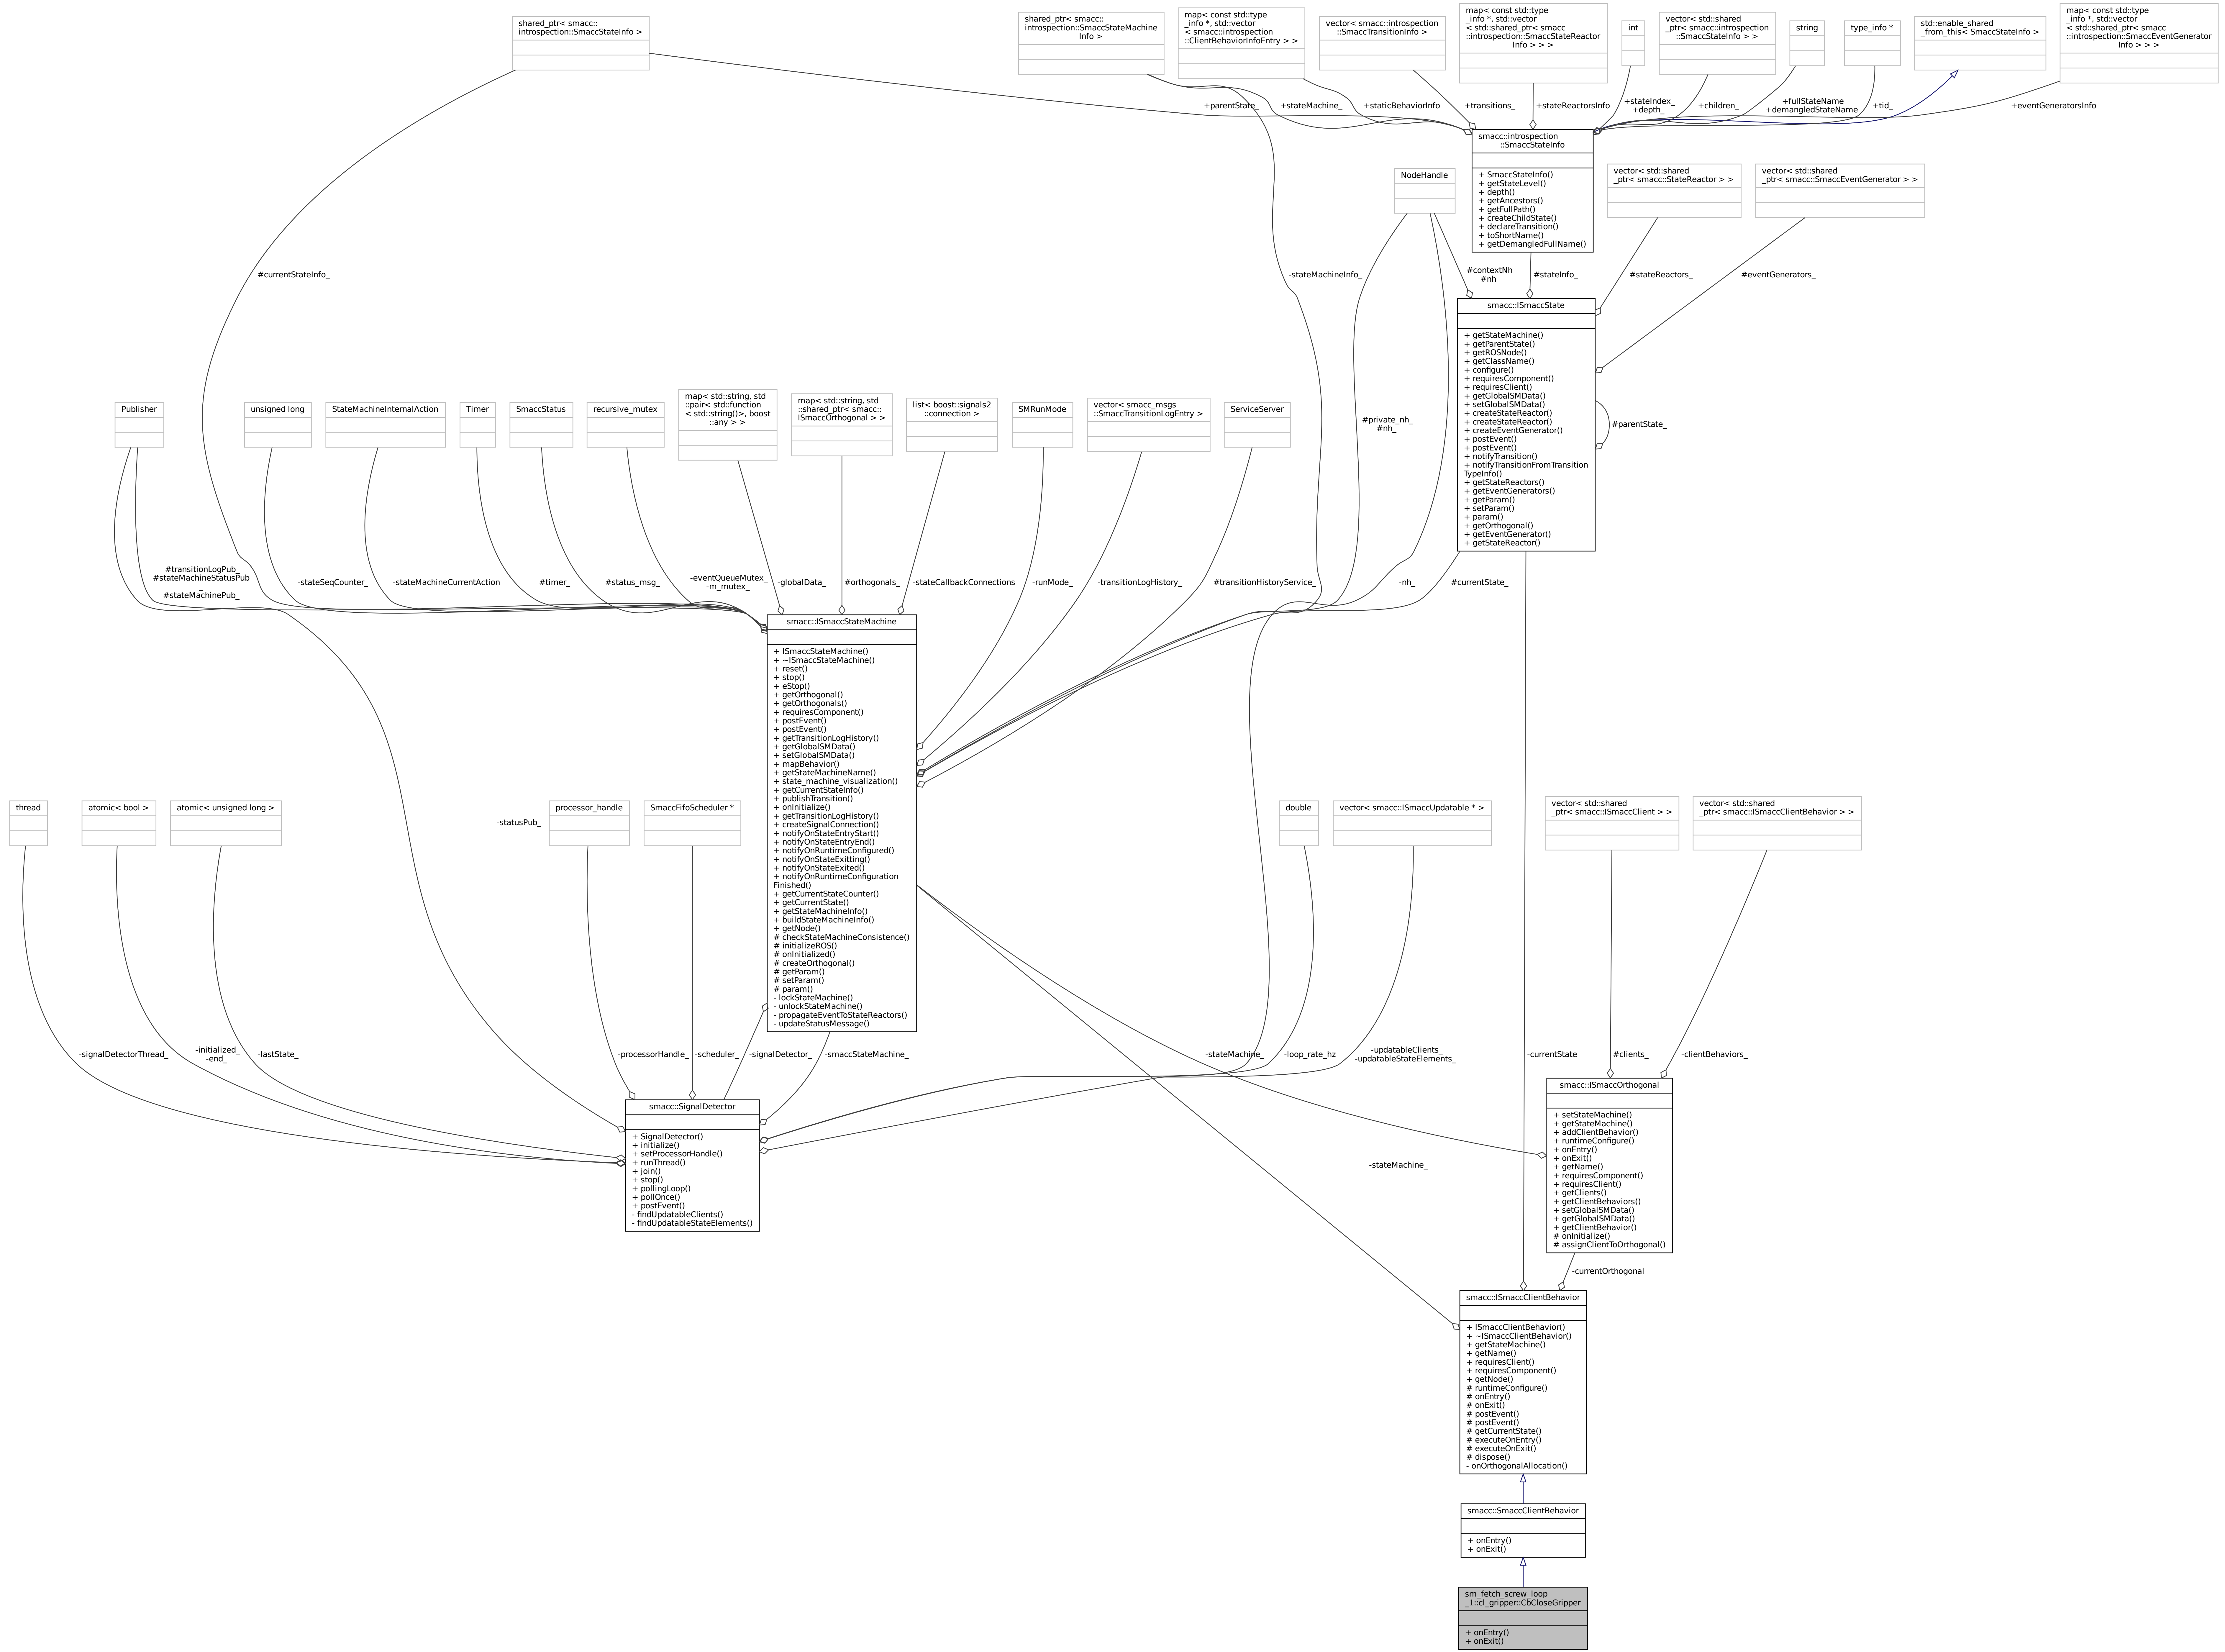 shared_ptr< smacc::
introspection::SmaccStateInfo >
shared_ptr< smacc::
introspection::SmaccStateMachine
Info >
map< const std::type
_info *, std::vector
< smacc::introspection
::ClientBehaviorInfoEntry > >
vector< smacc::introspection
::SmaccTransitionInfo >
map< const std::type
_info *, std::vector
< std::shared_ptr< smacc
::introspection::SmaccStateReactor
Info > > >
int
vector< std::shared
_ptr< smacc::introspection
::SmaccStateInfo > >
string
type_info *
std::enable_shared
_from_this< SmaccStateInfo >
map< const std::type
_info *, std::vector
< std::shared_ptr< smacc
::introspection::SmaccEventGenerator
Info > > >
+parentState_
+stateMachine_
+staticBehaviorInfo
+transitions_
+stateReactorsInfo
+stateIndex_
+depth_
+children_
+fullStateName
+demangledStateName
+tid_
+eventGeneratorsInfo
smacc::introspection
::SmaccStateInfo
+ SmaccStateInfo()
+ getStateLevel()
+ depth()
+ getAncestors()
+ getFullPath()
+ createChildState()
+ declareTransition()
+ toShortName()
+ getDemangledFullName()
NodeHandle
vector< std::shared
_ptr< smacc::StateReactor > >
vector< std::shared
_ptr< smacc::SmaccEventGenerator > >
#currentStateInfo_
-stateMachineInfo_
#contextNh
#nh
#stateInfo_
#stateReactors_
#eventGenerators_
smacc::ISmaccState
+ getStateMachine()
+ getParentState()
+ getROSNode()
+ getClassName()
+ configure()
+ requiresComponent()
+ requiresClient()
+ getGlobalSMData()
+ setGlobalSMData()
+ createStateReactor()
+ createStateReactor()
+ createEventGenerator()
+ postEvent()
+ postEvent()
+ notifyTransition()
+ notifyTransitionFromTransition
TypeInfo()
+ getStateReactors()
+ getEventGenerators()
+ getParam()
+ setParam()
+ param()
+ getOrthogonal()
+ getEventGenerator()
+ getStateReactor()
#parentState_
Publisher
unsigned long
StateMachineInternalAction
Timer
SmaccStatus
recursive_mutex
map< std::string, std
::pair< std::function
< std::string()>, boost
::any > >
map< std::string, std
::shared_ptr< smacc::
ISmaccOrthogonal > >
list< boost::signals2
::connection >
SMRunMode
vector< smacc_msgs
::SmaccTransitionLogEntry >
ServiceServer
#private_nh_
#nh_
#transitionLogPub_
#stateMachineStatusPub
_
#stateMachinePub_
-stateSeqCounter_
-stateMachineCurrentAction
#timer_
#status_msg_
-eventQueueMutex_
-m_mutex_
-globalData_
#orthogonals_
-stateCallbackConnections
-runMode_
-transitionLogHistory_
#transitionHistoryService_
-nh_
#currentState_
smacc::ISmaccStateMachine
+ ISmaccStateMachine()
+ ~ISmaccStateMachine()
+ reset()
+ stop()
+ eStop()
+ getOrthogonal()
+ getOrthogonals()
+ requiresComponent()
+ postEvent()
+ postEvent()
+ getTransitionLogHistory()
+ getGlobalSMData()
+ setGlobalSMData()
+ mapBehavior()
+ getStateMachineName()
+ state_machine_visualization()
+ getCurrentStateInfo()
+ publishTransition()
+ onInitialize()
+ getTransitionLogHistory()
+ createSignalConnection()
+ notifyOnStateEntryStart()
+ notifyOnStateEntryEnd()
+ notifyOnRuntimeConfigured()
+ notifyOnStateExitting()
+ notifyOnStateExited()
+ notifyOnRuntimeConfiguration
Finished()
+ getCurrentStateCounter()
+ getCurrentState()
+ getStateMachineInfo()
+ buildStateMachineInfo()
+ getNode()
# checkStateMachineConsistence()
# initializeROS()
# onInitialized()
# createOrthogonal()
# getParam()
# setParam()
# param()
- lockStateMachine()
- unlockStateMachine()
- propagateEventToStateReactors()
- updateStatusMessage()
thread
atomic< bool >
atomic< unsigned long >
-statusPub_
processor_handle
SmaccFifoScheduler *
double
vector< smacc::ISmaccUpdatable * >
vector< std::shared
_ptr< smacc::ISmaccClient > >
vector< std::shared
_ptr< smacc::ISmaccClientBehavior > >
-signalDetectorThread_
-initialized_
-end_
-lastState_
-processorHandle_
-scheduler_
-signalDetector_
-smaccStateMachine_
-stateMachine_
-loop_rate_hz
-updatableClients_
-updatableStateElements_
-currentState
#clients_
-clientBehaviors_
smacc::SignalDetector
+ SignalDetector()
+ initialize()
+ setProcessorHandle()
+ runThread()
+ join()
+ stop()
+ pollingLoop()
+ pollOnce()
+ postEvent()
- findUpdatableClients()
- findUpdatableStateElements()
smacc::ISmaccOrthogonal
+ setStateMachine()
+ getStateMachine()
+ addClientBehavior()
+ runtimeConfigure()
+ onEntry()
+ onExit()
+ getName()
+ requiresComponent()
+ requiresClient()
+ getClients()
+ getClientBehaviors()
+ setGlobalSMData()
+ getGlobalSMData()
+ getClientBehavior()
# onInitialize()
# assignClientToOrthogonal()
-stateMachine_
-currentOrthogonal
smacc::ISmaccClientBehavior
+ ISmaccClientBehavior()
+ ~ISmaccClientBehavior()
+ getStateMachine()
+ getName()
+ requiresClient()
+ requiresComponent()
+ getNode()
# runtimeConfigure()
# onEntry()
# onExit()
# postEvent()
# postEvent()
# getCurrentState()
# executeOnEntry()
# executeOnExit()
# dispose()
- onOrthogonalAllocation()
smacc::SmaccClientBehavior
+ onEntry()
+ onExit()
sm_fetch_screw_loop
_1::cl_gripper::CbCloseGripper
+ onEntry()
+ onExit()